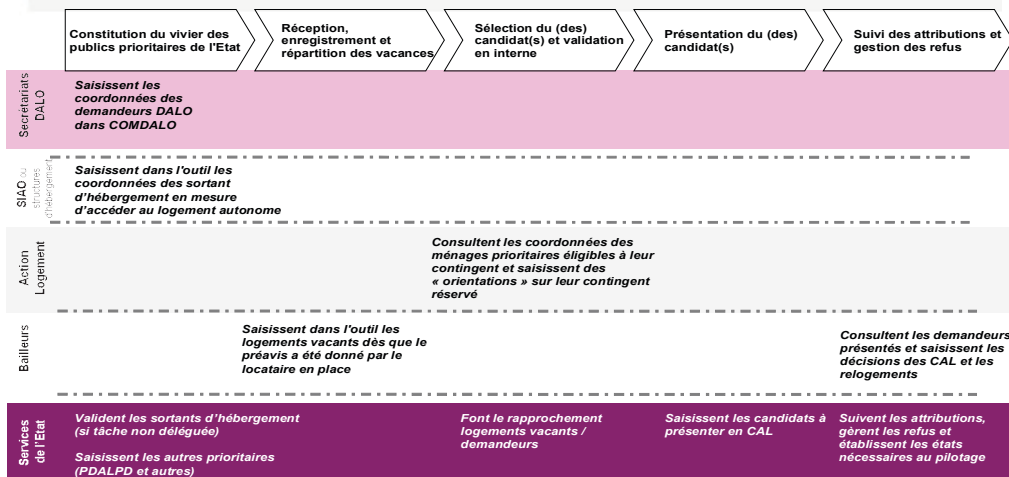 Constitution du vivier des
publics prioritaires de l'Etat
Réception,
enregistrement et
répartition des vacances
Sélection du (des)
candidat(s) et validation
en interne
Présentation du (des)
candidat(s)
Suivi des attributions et
gestion des refus
Secrétariats
DALO
Saisissent les
coordonnées des
demandeurs DALO
dans COMDALO
SIAO ou
structures
d'hébergement
Saisissent dans l'outil les
coordonnées des sortant
d'hébergement en mesure
d'accéder au logement autonome
Action
Logement
Consultent les coordonnées des
ménages prioritaires éligibles à leur
contingent et saisissent des
« orientations » sur leur contingent
réservé
Bailleurs
Saisissent dans l'outil les
logements vacants dès que le
préavis a été donné par le
locataire en place
Consultent les demandeurs
présentés et saisissent les
décisions des CAL et les
relogements
Services
de l'Etat
Valident les sortants d'hébergement
(si tâche non déléguée)
Saisissent les autres prioritaires
(PDALPD et autres)
Font le rapprochement
logements vacants /
demandeurs
Saisissent les candidats à
présenter en CAL
Suivent les attributions,
gèrent les refus et
établissent les états
nécessaires au pilotage